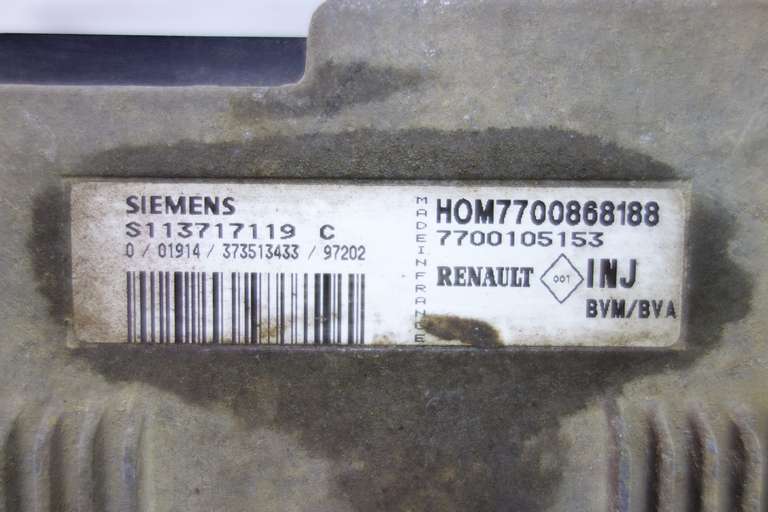 SIEMENS
S113717119 C
0 / 01914 / 373513433 / 97202
MADE IN FRANCE
HOM7700868188
7700105153
RENAULT 001 INJ
BVM/BVA